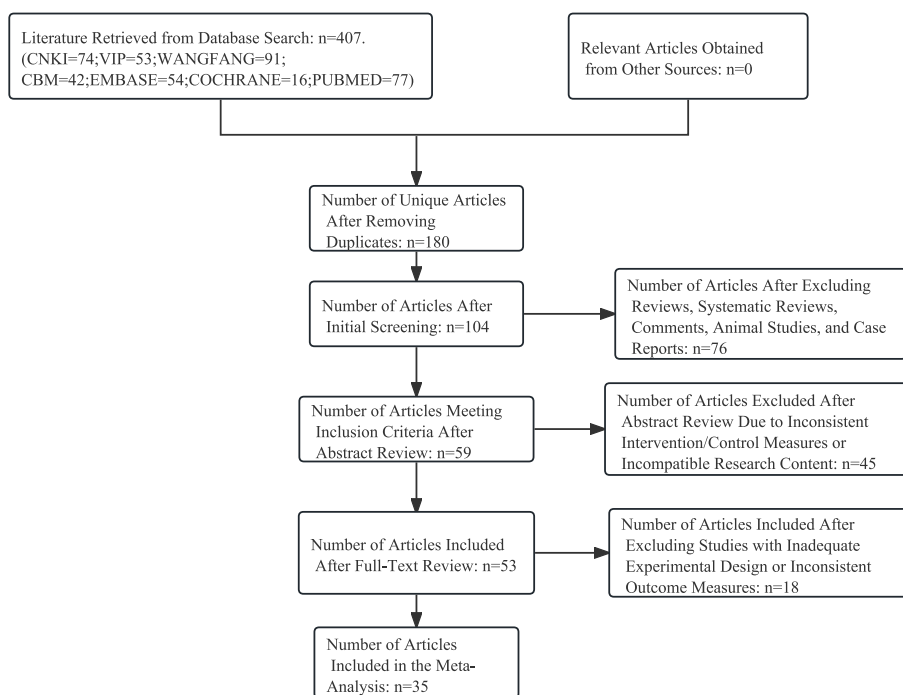 Literature Retrieved from Database Search: n=407.
(CNKI=74;VIP=53;WANGFANG=91;
CBM=42;EMBASE=54;COCHRANE=16;PUBMED=77)
Relevant Articles Obtained
from Other Sources: n=0
Number of Unique Articles
After Removing
Duplicates: n=180
Number of Articles After
Initial Screening: n=104
Number of Articles After Excluding
Reviews, Systematic Reviews,
Comments, Animal Studies, and Case
Reports: n=76
Number of Articles Meeting
Inclusion Criteria After
Abstract Review: n=59
Number of Articles Excluded After
Abstract Review Due to Inconsistent
Intervention/Control Measures or
Incompatible Research Content: n=45
Number of Articles Included
After Full-Text Review: n=53
Number of Articles Included After
Excluding Studies with Inadequate
Experimental Design or Inconsistent
Outcome Measures: n=18
Number of Articles
Included in the Meta-
Analysis: n=35